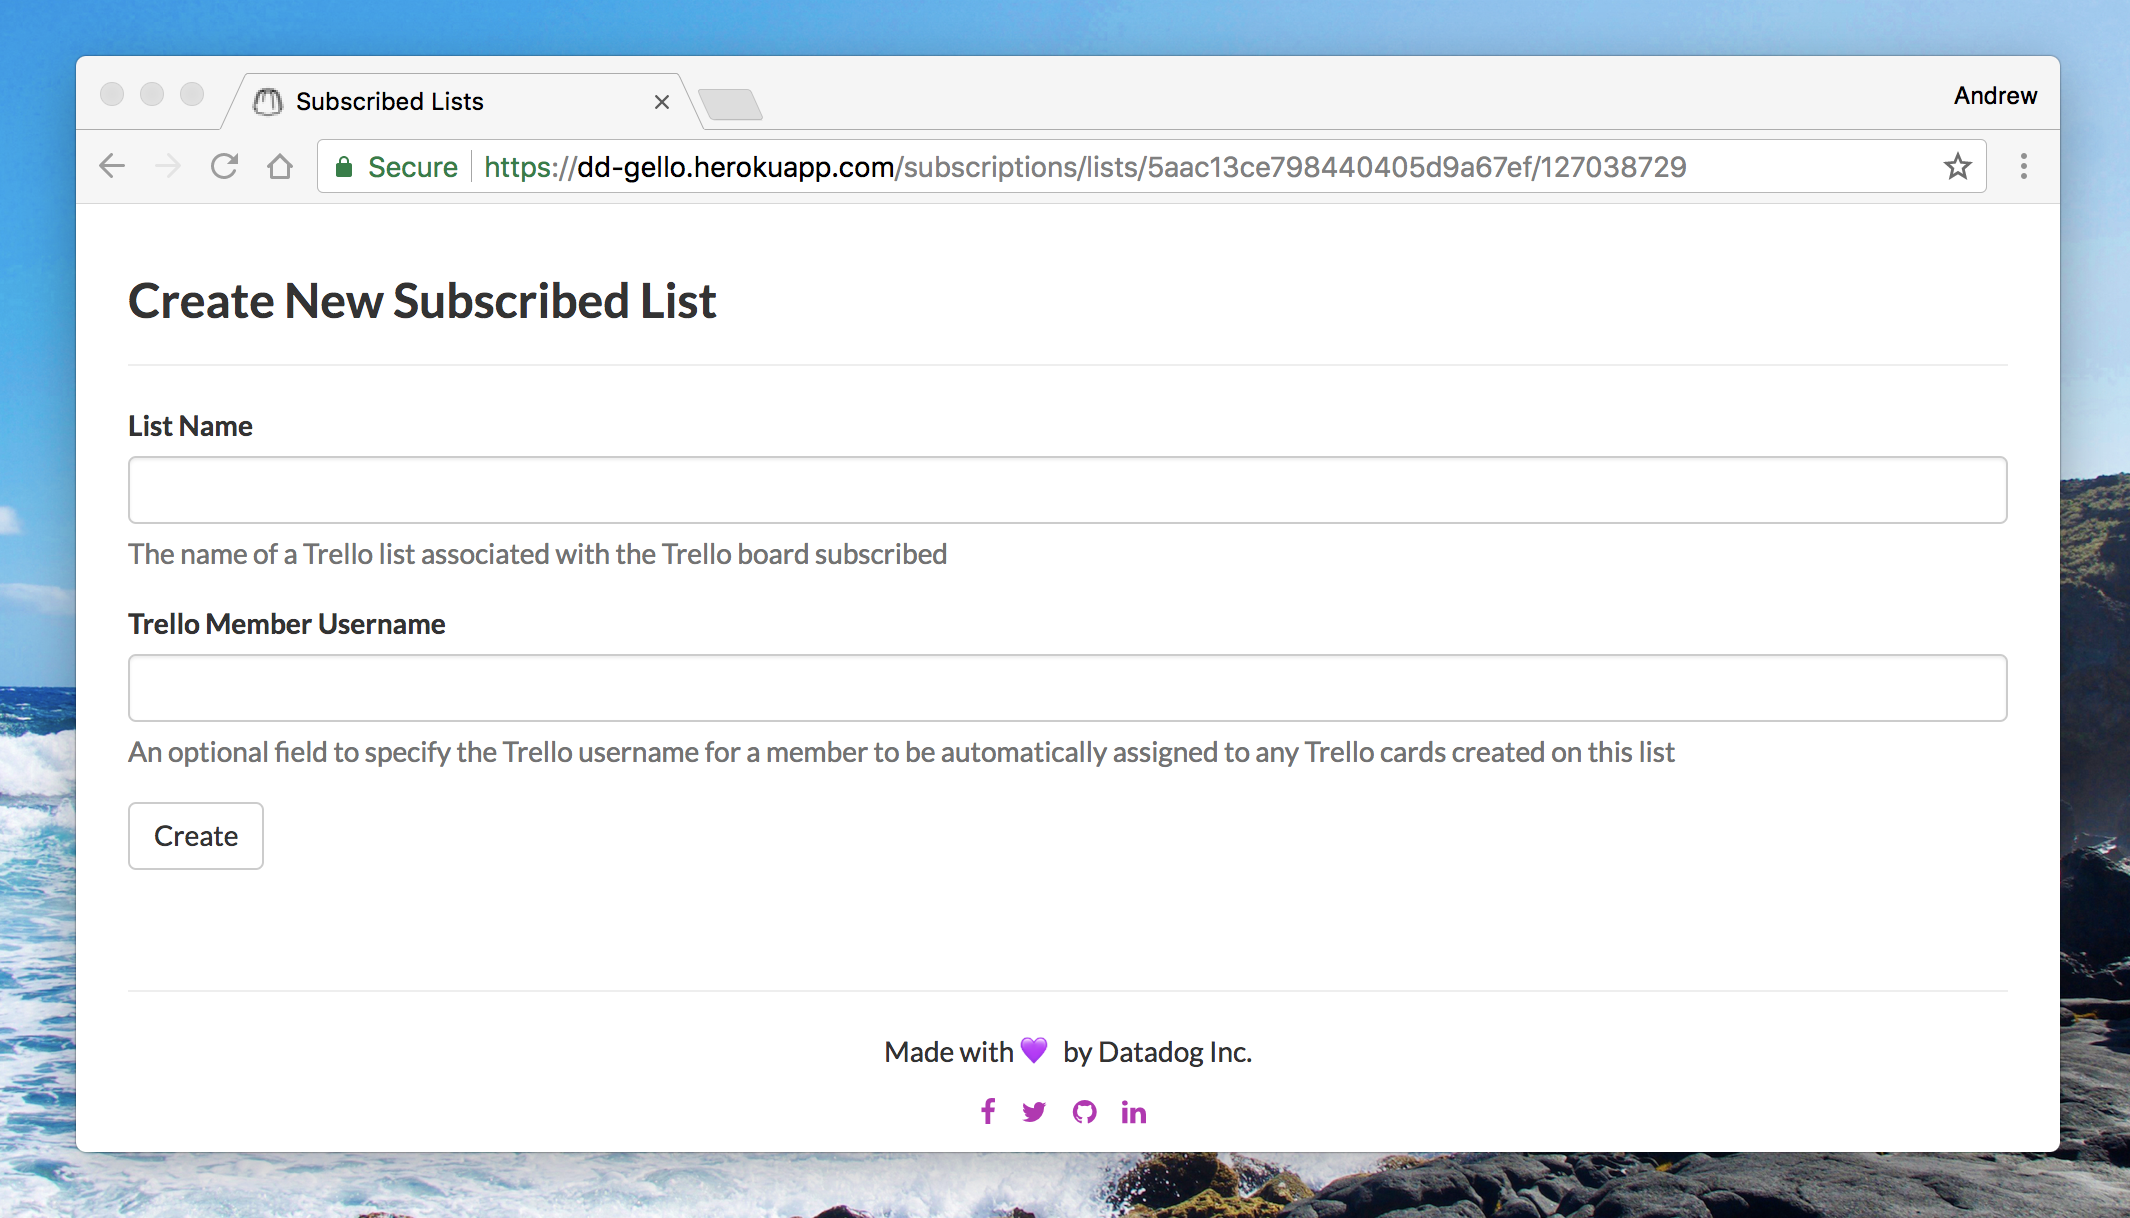 Subscribed Lists
Andrew
Secure https://dd-gello.herokuapp.com/subscriptions/lists/5aac13ce798440405d9a67ef/127038729
Create New Subscribed List
List Name
The name of a Trello list associated with the Trello board subscribed
Trello Member Username
An optional field to specify the Trello username for a member to be automatically assigned to any Trello cards created on this list
Create
Made with 💜 by Datadog Inc.